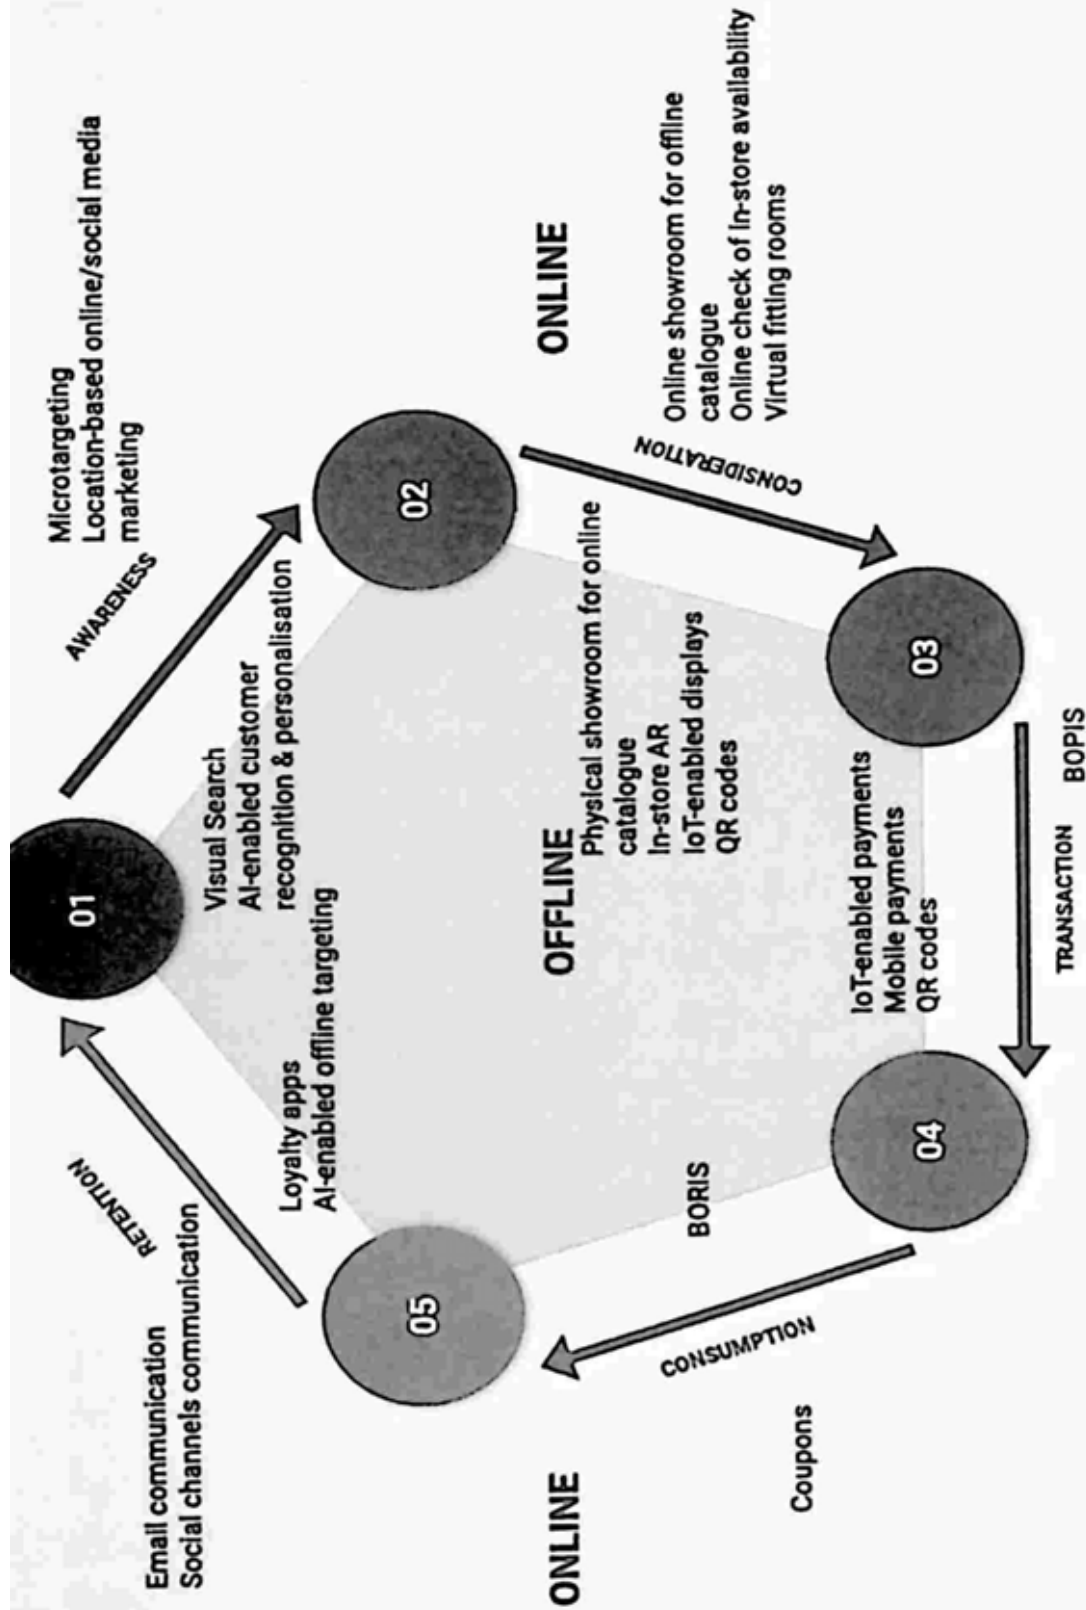 Microtargeting
Location-based online/social media
marketing
AWARENESS
01
Visual Search
AI-enabled customer
recognition & personalisation
02
ONLINE
CONSIDERATION
Online showroom for offline
catalogue
Online check of in-store availability
Virtual fitting rooms
OFFLINE
Physical showroom for online
catalogue
In-store AR
IoT-enabled displays
QR codes
03
IoT-enabled payments
Mobile payments
QR codes
TRANSACTION
BOPIS
04
BORIS
CONSUMPTION
Coupons
ONLINE
05
Loyalty apps
AI-enabled offline targeting
RETENTION
Email communication
Social channels communication